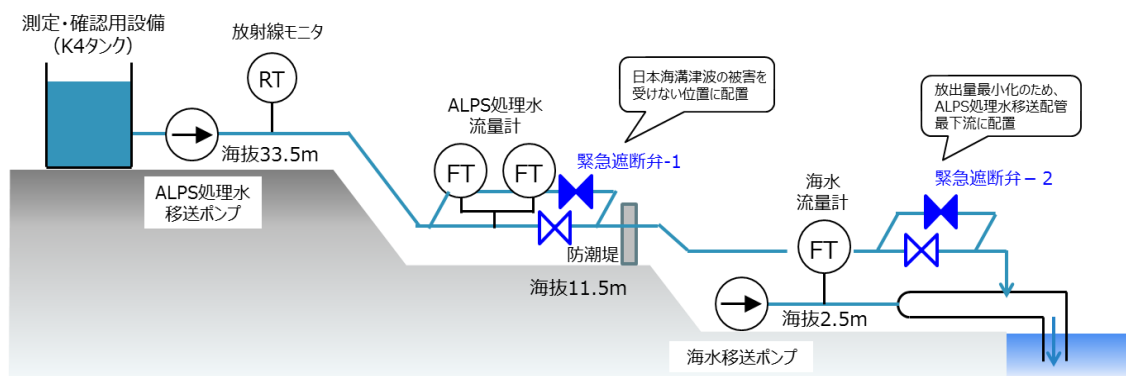 測定・確認用設備
（K4タンク）
放射線モニタ
RT
海抜33.5m
ALPS処理水
移送ポンプ
ALPS処理水
流量計
FT
FT
日本海溝津波の被害を
受けない位置に配置
緊急遮断弁-1
防潮堤
海抜11.5m
放出量最小化のため、
ALPS処理水移送配管
最下流に配置
緊急遮断弁－２
海水
流量計
FT
海抜2.5m
海水移送ポンプ